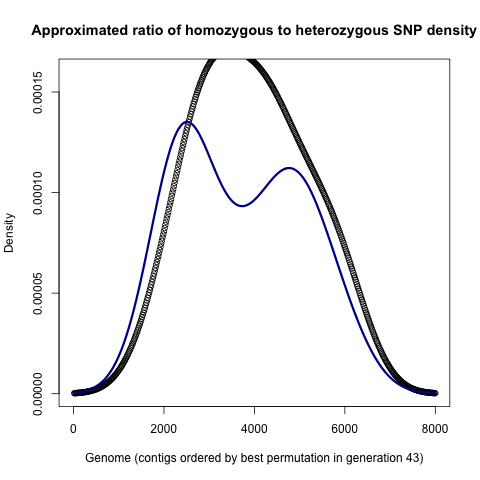 Approximated ratio of homozygous to heterozygous SNP density
0.00015
0.00010
0.00005
0.00000
Density
0 2000 4000 6000 8000
Genome (contigs ordered by best permutation in generation 43)